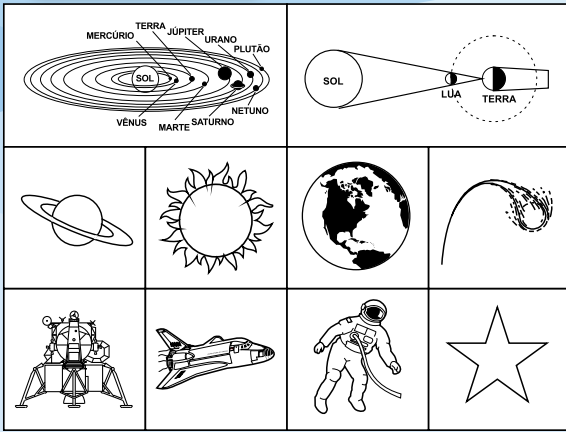 TERRA
JÚPITER
MERCÚRIO
URANO
PLUTÃO
SOL
VÊNUS
MARTE
SATURNO
NETUNO
SOL
LUA
TERRA